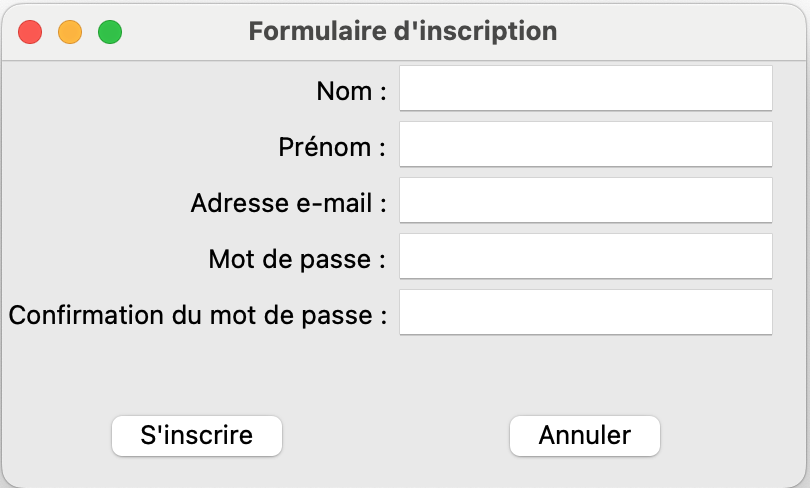 Formulaire d'inscription
Nom :
Prénom :
Adresse e-mail :
Mot de passe :
Confirmation du mot de passe :
S'inscrire
Annuler